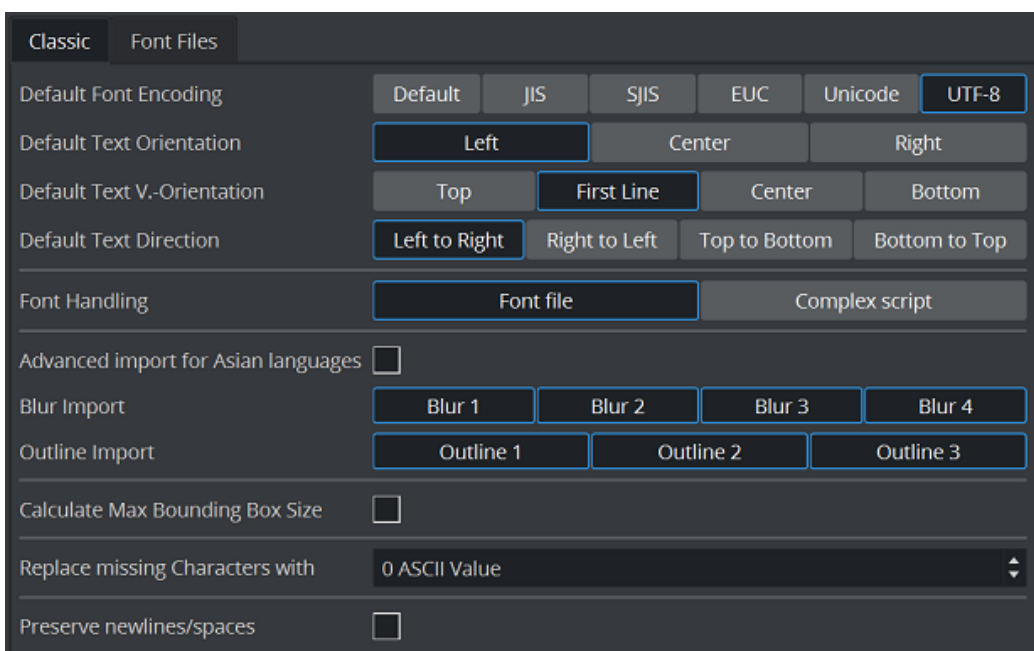 Classic Font Files
Default Font Encoding Default JIS SJIS EUC Unicode UTF-8
Default Text Orientation Left Center Right
Default Text V.-Orientation Top First Line Center Bottom
Default Text Direction Left to Right Right to Left Top to Bottom Bottom to Top
Font Handling Font file Complex script
Advanced import for Asian languages
Blur Import Blur 1 Blur 2 Blur 3 Blur 4
Outline Import Outline 1 Outline 2 Outline 3
Calculate Max Bounding Box Size
Replace missing Characters with 0 ASCII Value
Preserve newlines/spaces